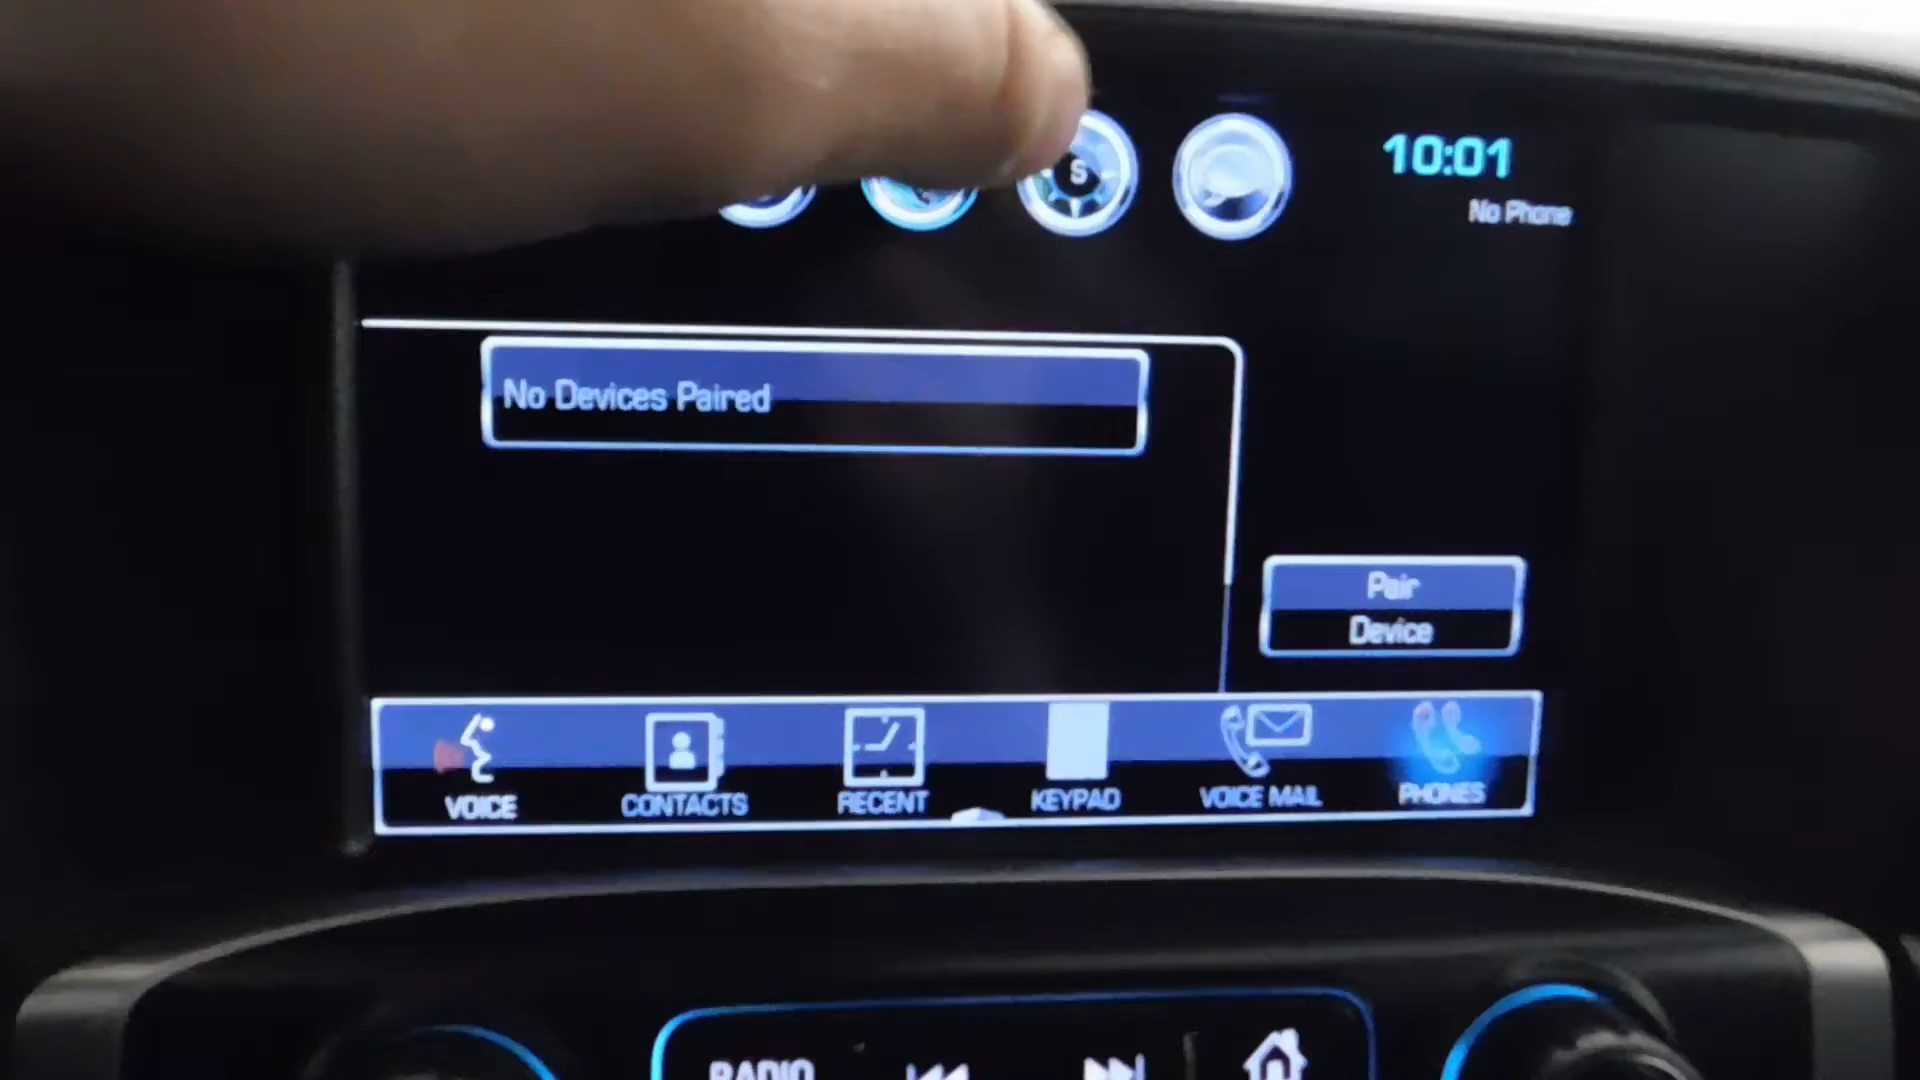 S
10:01
No Phone
No Devices Paired
Pair
Device
VOICE
CONTACTS
RECENT
KEYPAD
VOICE MAIL
PHONES
RADIO